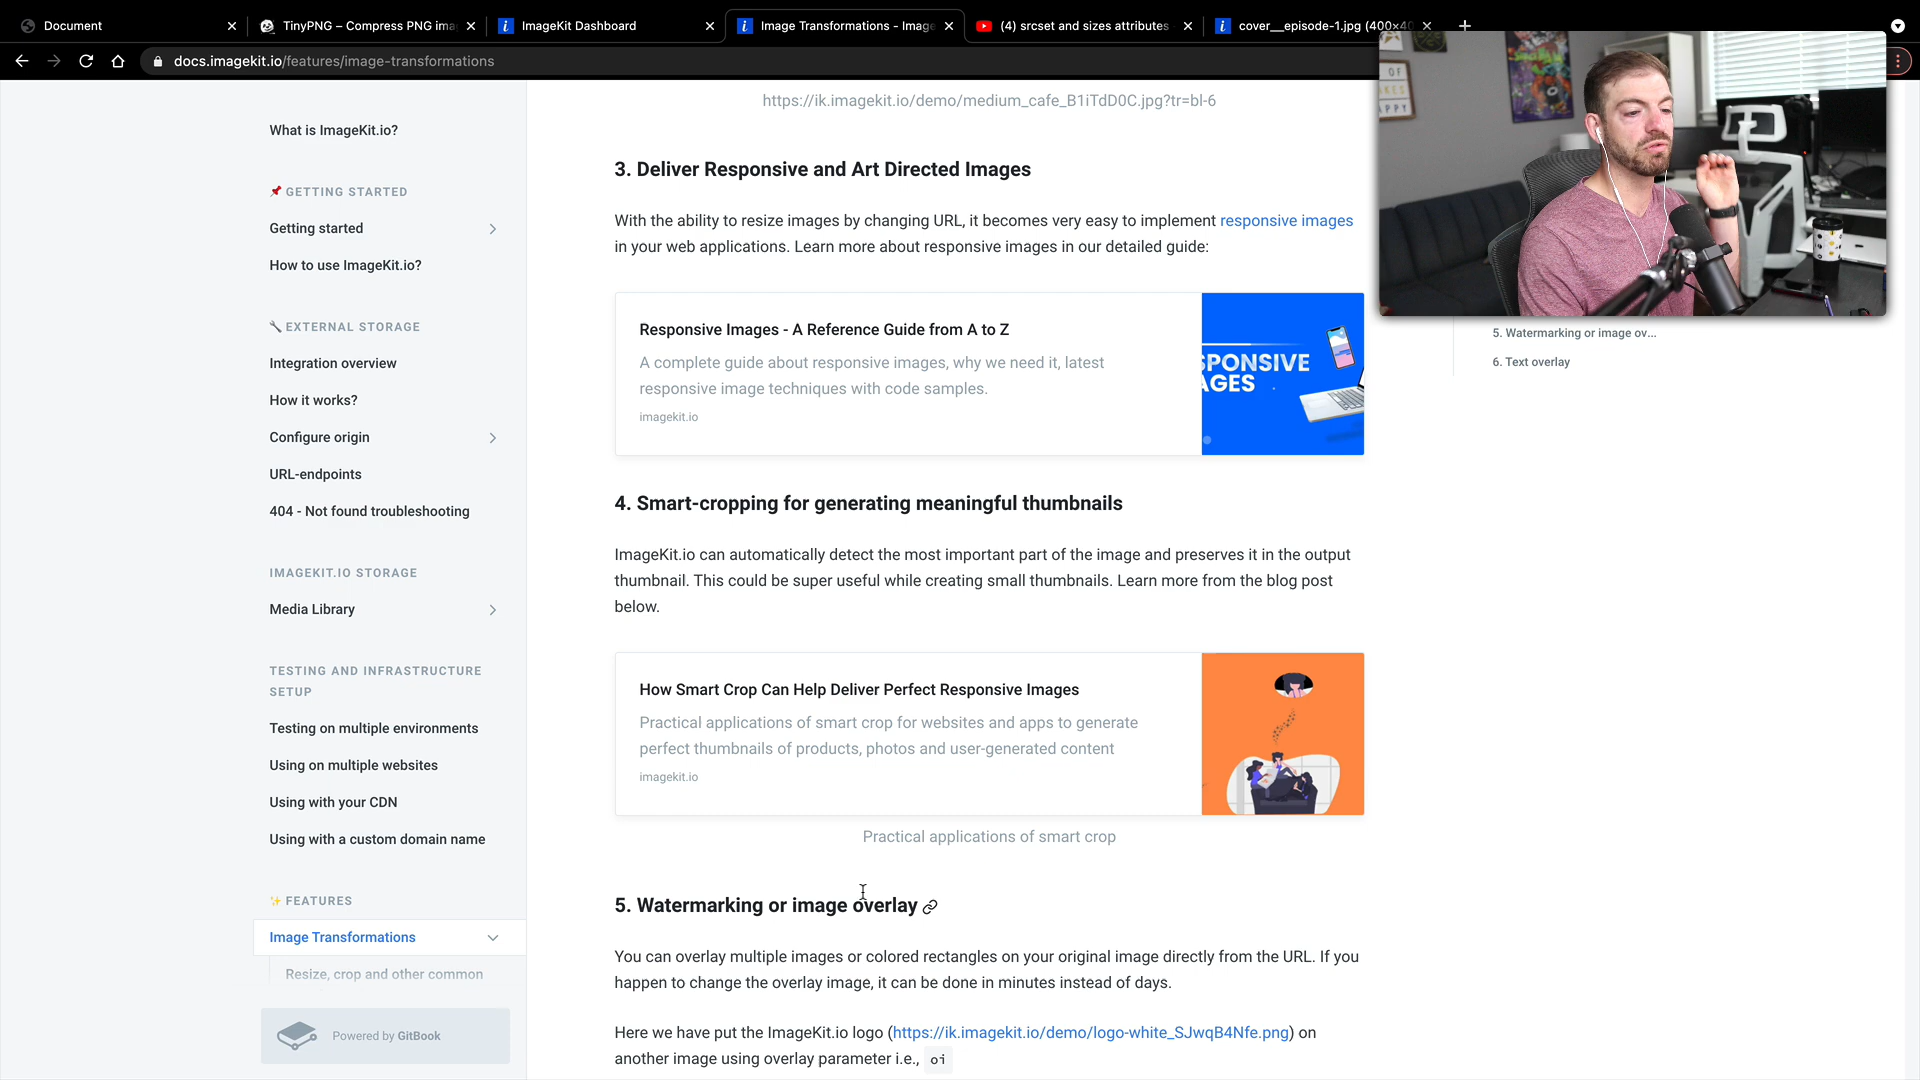 Document
TinyPNG – Compress PNG ima
ImageKit Dashboard
Image Transformations - Image
(4) srcset and sizes attributes
cover__episode-1.jpg (400×40
docs.imagekit.io/features/image-transformations
What is ImageKit.io?
GETTING STARTED
Getting started
How to use ImageKit.io?
EXTERNAL STORAGE
Integration overview
How it works?
Configure origin
URL-endpoints
404 - Not found troubleshooting
IMAGEKIT.IO STORAGE
Media Library
TESTING AND INFRASTRUCTURE
SETUP
Testing on multiple environments
Using on multiple websites
Using with your CDN
Using with a custom domain name
FEATURES
Image Transformations
Resize, crop and other common
Powered by GitBook
https://ik.imagekit.io/demo/medium_cafe_B1iTdD0C.jpg?tr=bl-6
3. Deliver Responsive and Art Directed Images
With the ability to resize images by changing URL, it becomes very easy to implement responsive images
in your web applications. Learn more about responsive images in our detailed guide:
Responsive Images - A Reference Guide from A to Z
A complete guide about responsive images, why we need it, latest
responsive image techniques with code samples.
imagekit.io
SPONSIVE
AGES
4. Smart-cropping for generating meaningful thumbnails
ImageKit.io can automatically detect the most important part of the image and preserves it in the output
thumbnail. This could be super useful while creating small thumbnails. Learn more from the blog post
below.
How Smart Crop Can Help Deliver Perfect Responsive Images
Practical applications of smart crop for websites and apps to generate
perfect thumbnails of products, photos and user-generated content
imagekit.io
Practical applications of smart crop
5. Watermarking or image overlay
You can overlay multiple images or colored rectangles on your original image directly from the URL. If you
happen to change the overlay image, it can be done in minutes instead of days.
Here we have put the ImageKit.io logo (https://ik.imagekit.io/demo/logo-white_SJwqB4Nfe.png) on
another image using overlay parameter i.e., oi
5. Watermarking or image ov...
6. Text overlay